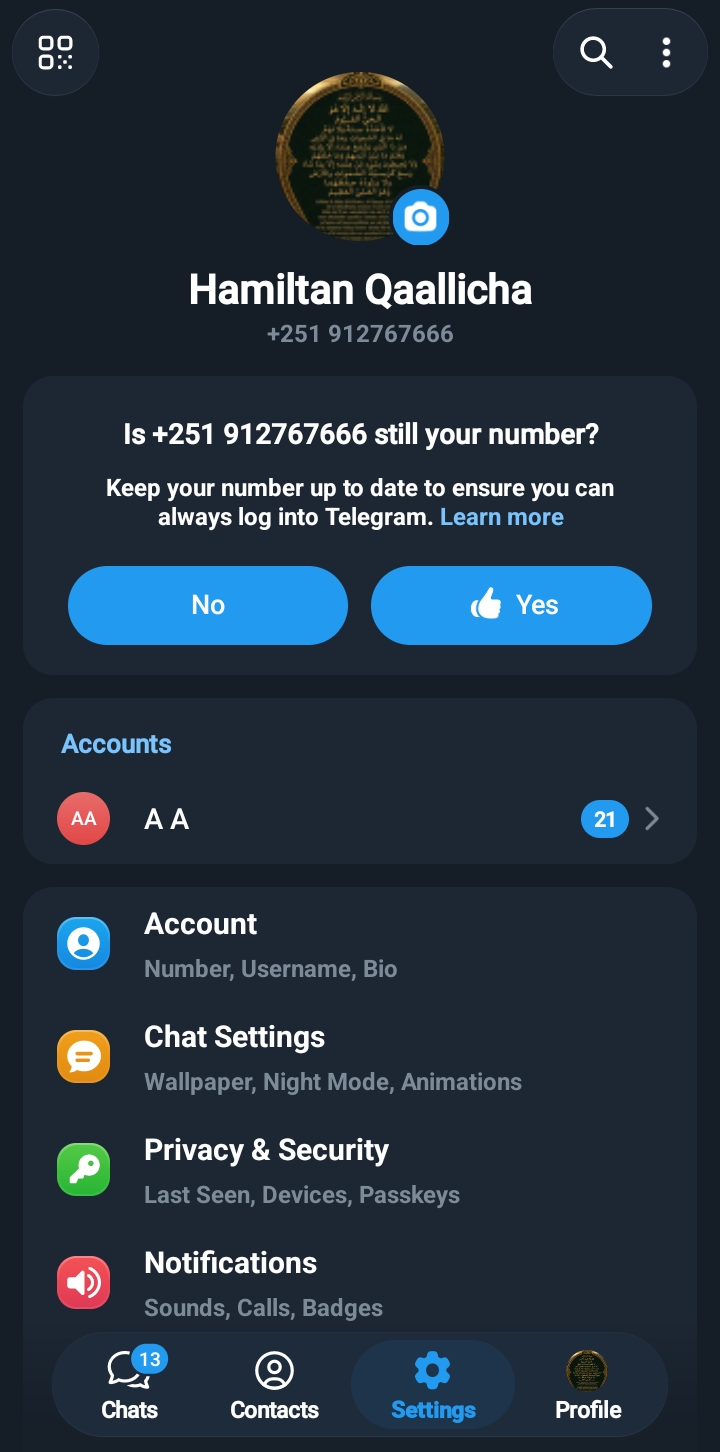 Hamiltan Qaallicha
+251 912767666
Is +251 912767666 still your number?
Keep your number up to date to ensure you can
always log into Telegram. Learn more
No
Yes
Accounts
AA
A A
21
Account
Number, Username, Bio
Chat Settings
Wallpaper, Night Mode, Animations
Privacy & Security
Last Seen, Devices, Passkeys
Notifications
Sounds, Calls, Badges
13
Chats
Contacts
Settings
Profile